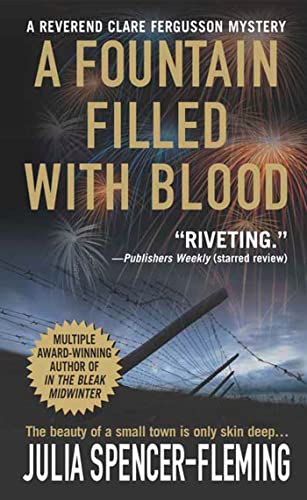 A REVEREND CLARE FERGUSSON MYSTERY
A FOUNTAIN
FILLED
WITH BLOOD
“RIVETING.”
—Publishers Weekly (starred review)
MULTIPLE
AWARD-WINNING
AUTHOR OF
IN THE BLEAK
MIDWINTER
The beauty of a small town is only skin deep...
JULIA SPENCER-FLEMING